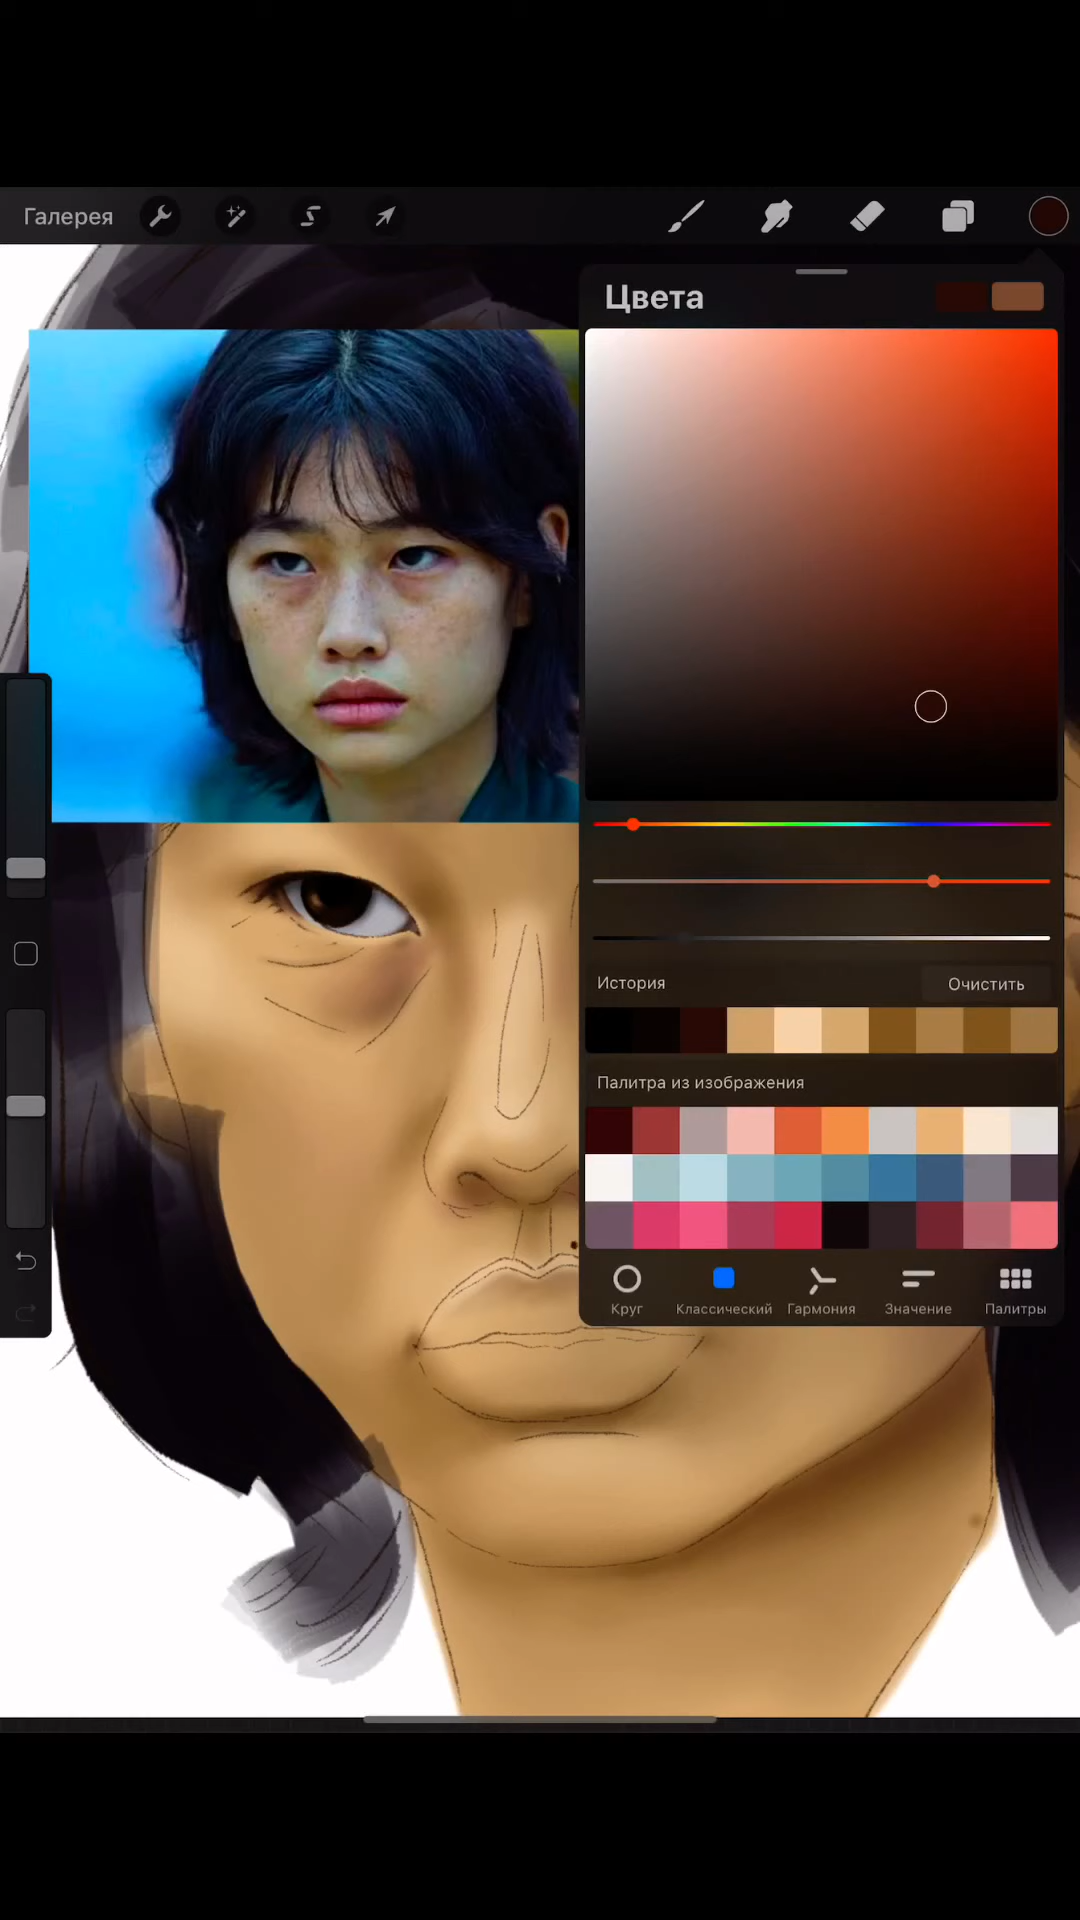 Галерея
Цвета
История
Очистить
Палитра из изображения
Круг
Классический
Гармония
Значение
Палитры